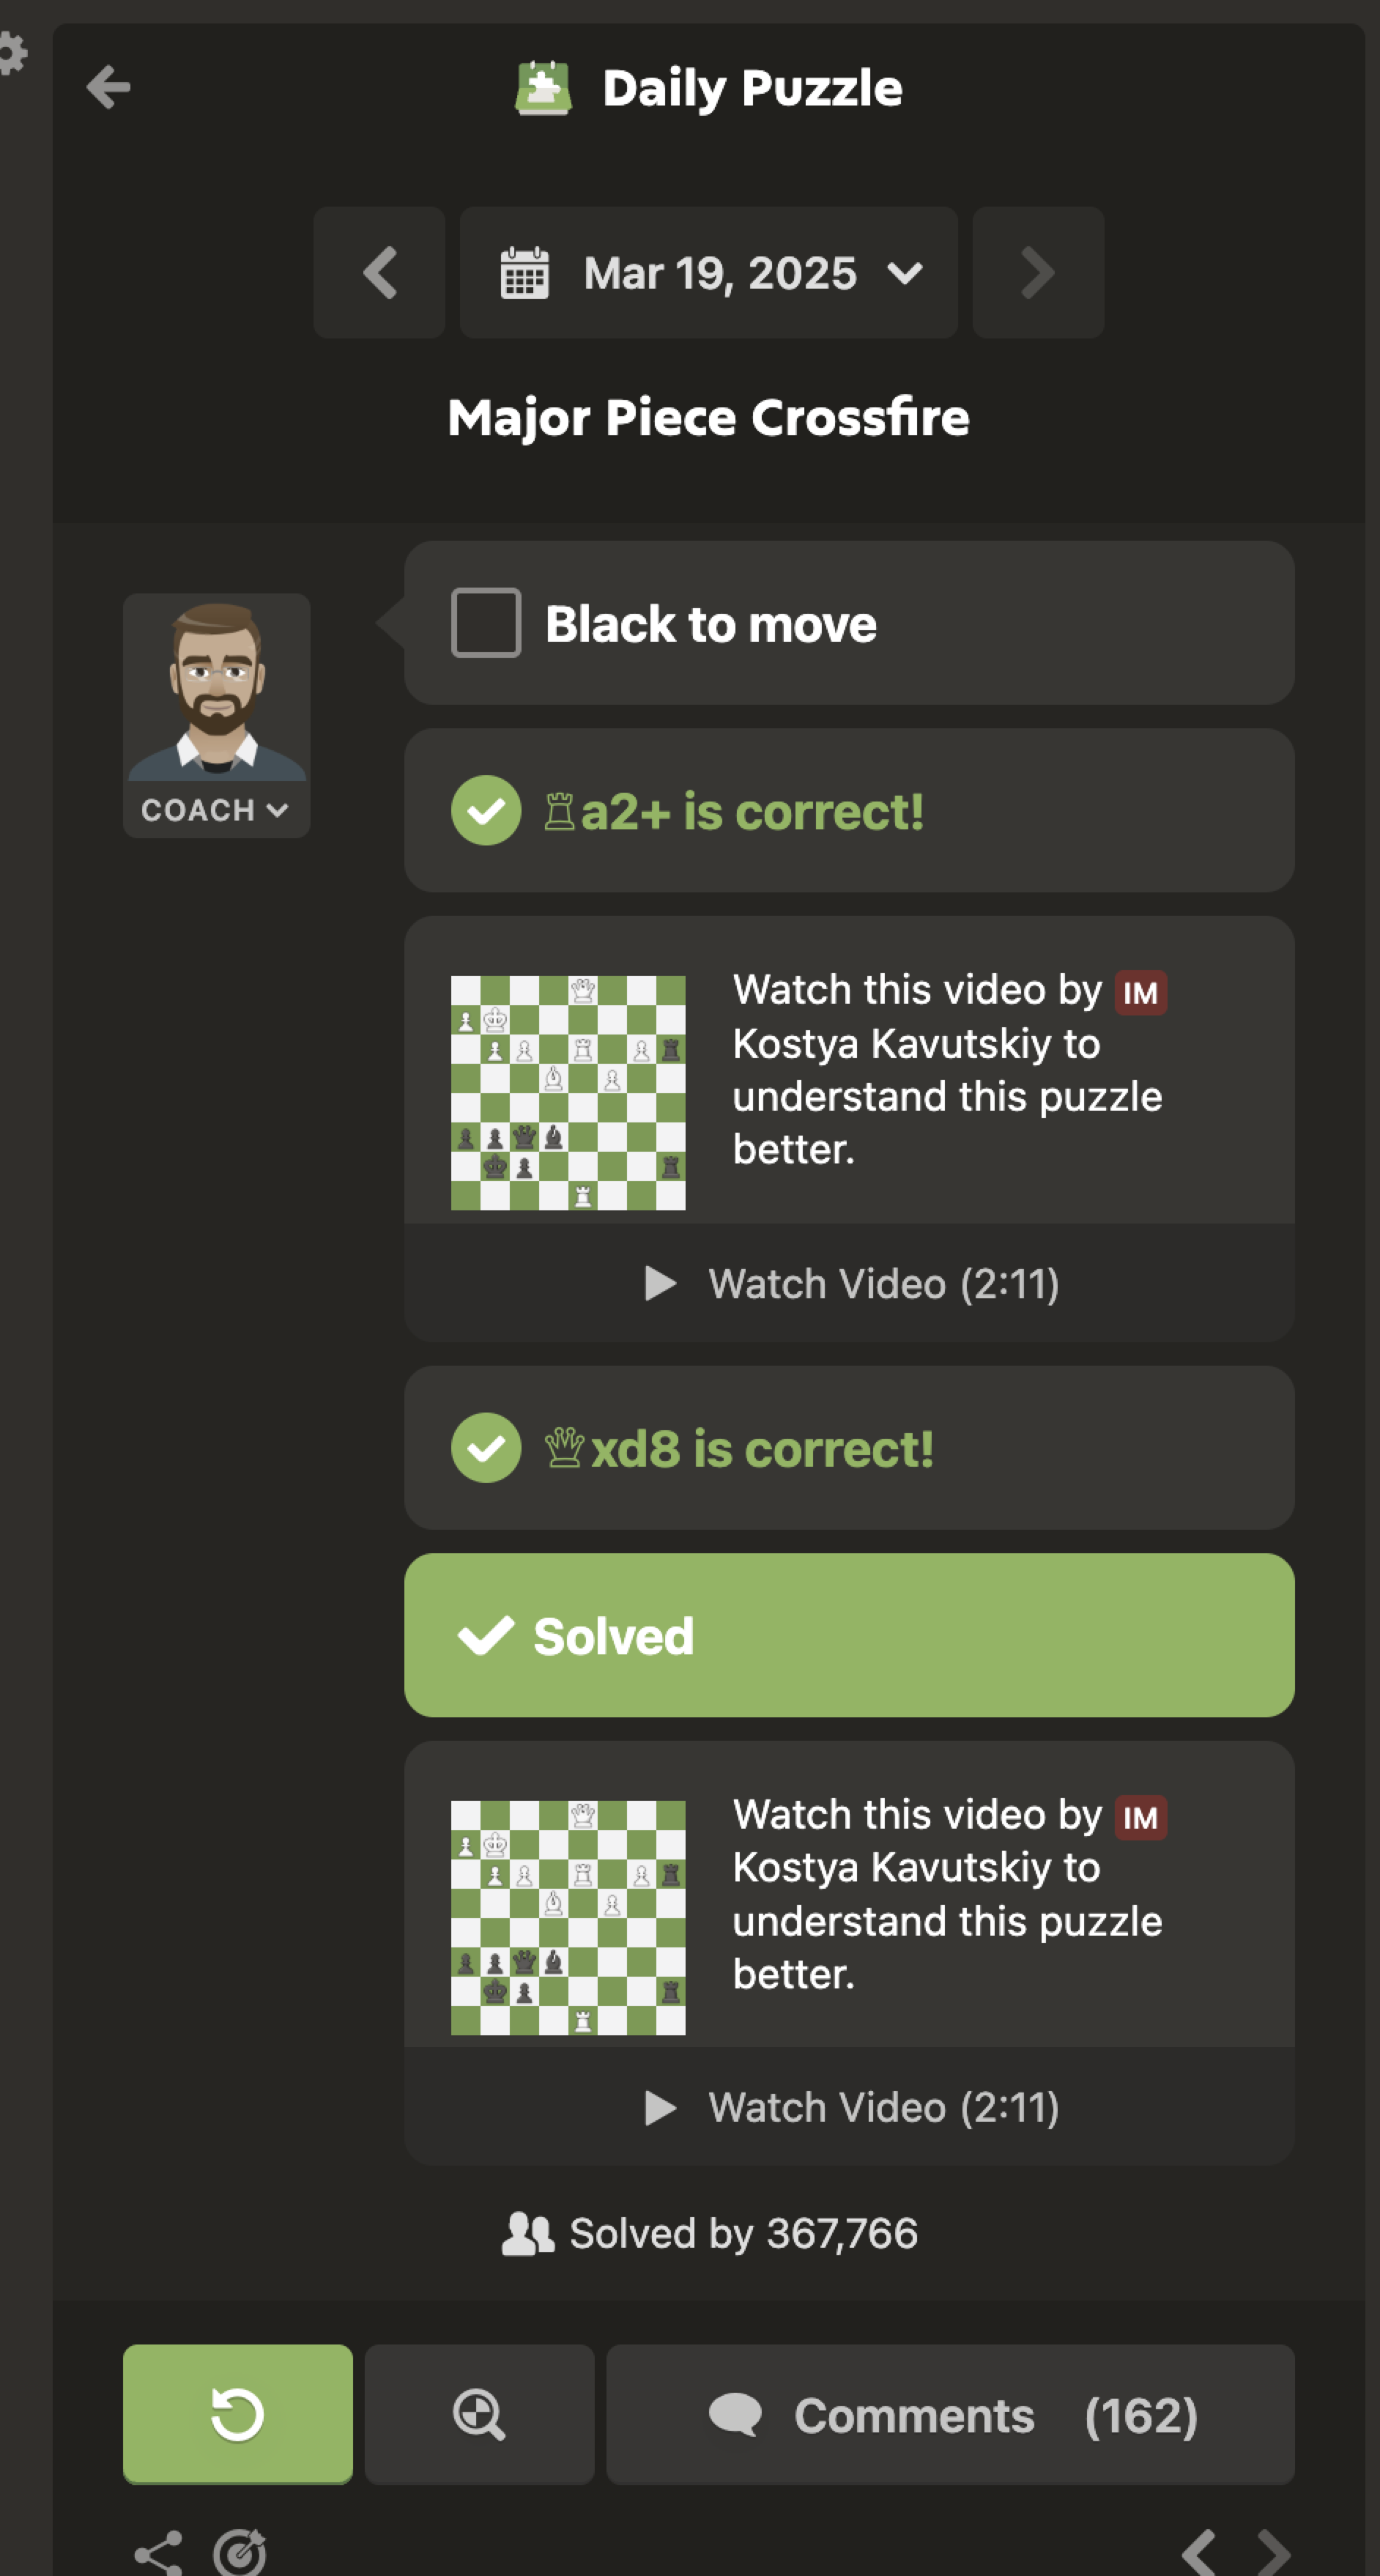 Daily Puzzle
Mar 19, 2025
Major Piece Crossfire
Black to move
COACH
♖a2+ is correct!
Watch this video by IM
Kostya Kavutskiy to
understand this puzzle
better.
Watch Video (2:11)
♕xd8 is correct!
Solved
Watch this video by IM
Kostya Kavutskiy to
understand this puzzle
better.
Watch Video (2:11)
Solved by 367,766
Comments (162)